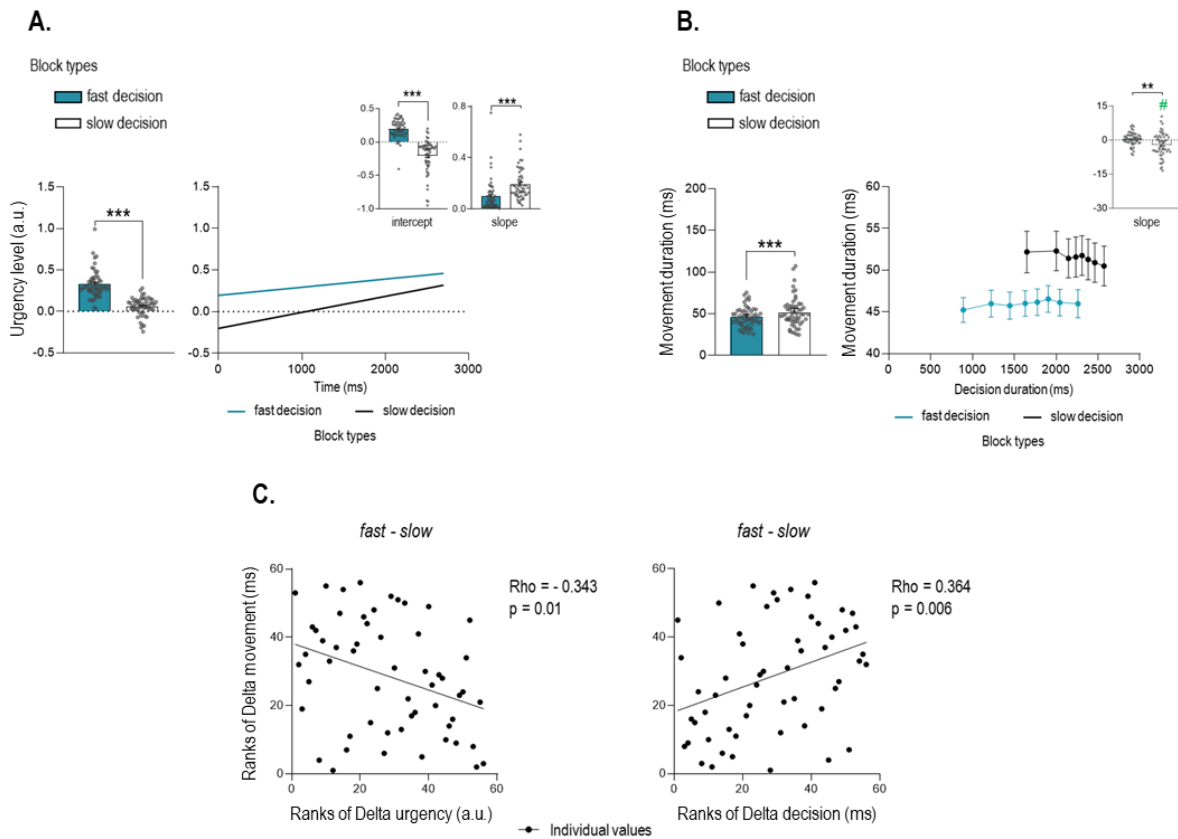 A.
Block types
fast decision
slow decision
***
***
0.5
0.0
-0.5
-1.0
intercept
0.8
0.4
0.0
slope
Urgency level (a.u.)
1.5
1.0
0.5
0.0
-0.5
***
1.5
1.0
0.5
0.0
-0.5
0
1000
2000
3000
Time (ms)
fast decision
slow decision
Block types
B.
Block types
fast decision
slow decision
**
#
15
0
-15
-30
slope
Movement duration (ms)
200
150
100
50
0
***
Movement duration (ms)
60
55
50
45
40
0
500
1000
1500
2000
2500
3000
Decision duration (ms)
fast decision
slow decision
Block types
C.
fast - slow
Ranks of Delta movement (ms)
60
40
20
0
0
20
40
60
Ranks of Delta urgency (a.u.)
Rho = - 0.343
p = 0.01
fast - slow
60
40
20
0
0
20
40
60
Ranks of Delta decision (ms)
Rho = 0.364
p = 0.006
Individual values